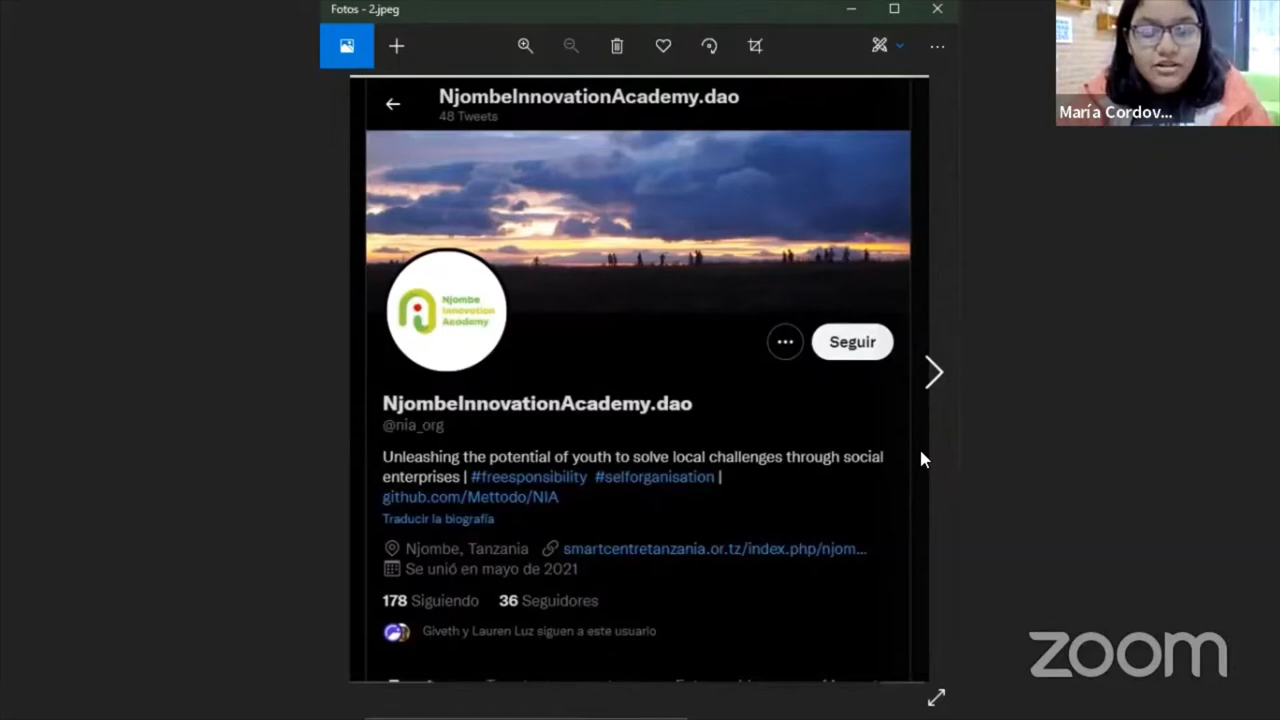 Fotos - 2.jpeg
NjombeInnovationAcademy.dao
48 Tweets
Njombe
Innovation
Academy
Seguir
NjombeInnovationAcademy.dao
@nia_org
Unleashing the potential of youth to solve local challenges through social
enterprises | #freesponsibility #selforganisation |
github.com/Mettodo/NIA
Traducir la biografía
Njombe, Tanzania smartcentretanzania.or.tz/index.php/njom...
Se unió en mayo de 2021
178 Siguiendo 36 Seguidores
Giveth y Lauren Luz siguen a este usuario
María Cordov...
zoom